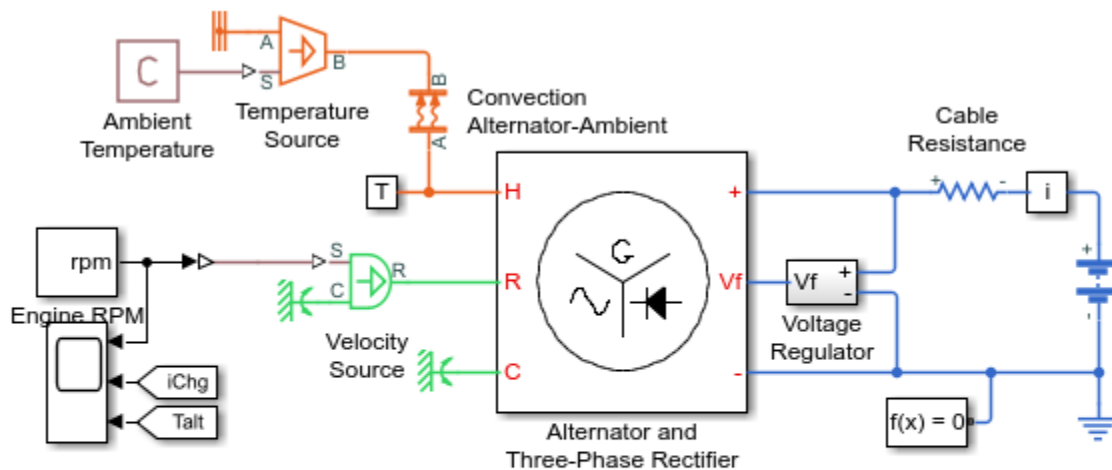 A
B
C
S
Ambient
Temperature
Temperature
Source
B
A
Convection
Alternator-Ambient
Cable
Resistance
T
H
+
+
-
i
+
-
rpm
Engine RPM
S
C
R
Velocity
Source
R
G
Vf
Vf
+
-
Voltage
Regulator
C
-
iChg
Talt
f(x) = 0
Alternator and
Three-Phase Rectifier